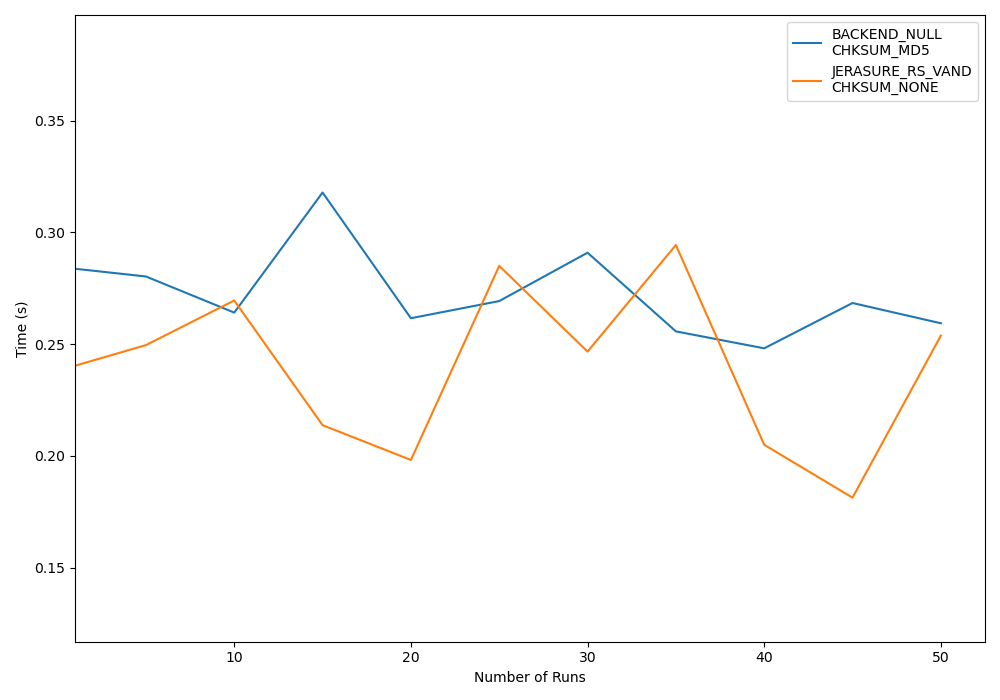 BACKEND_NULL
CHKSUM_MD5
JERASURE_RS_VAND
CHKSUM_NONE
0.35
0.30
0.25
0.20
0.15
Time (s)
10 20 30 40 50
Number of Runs